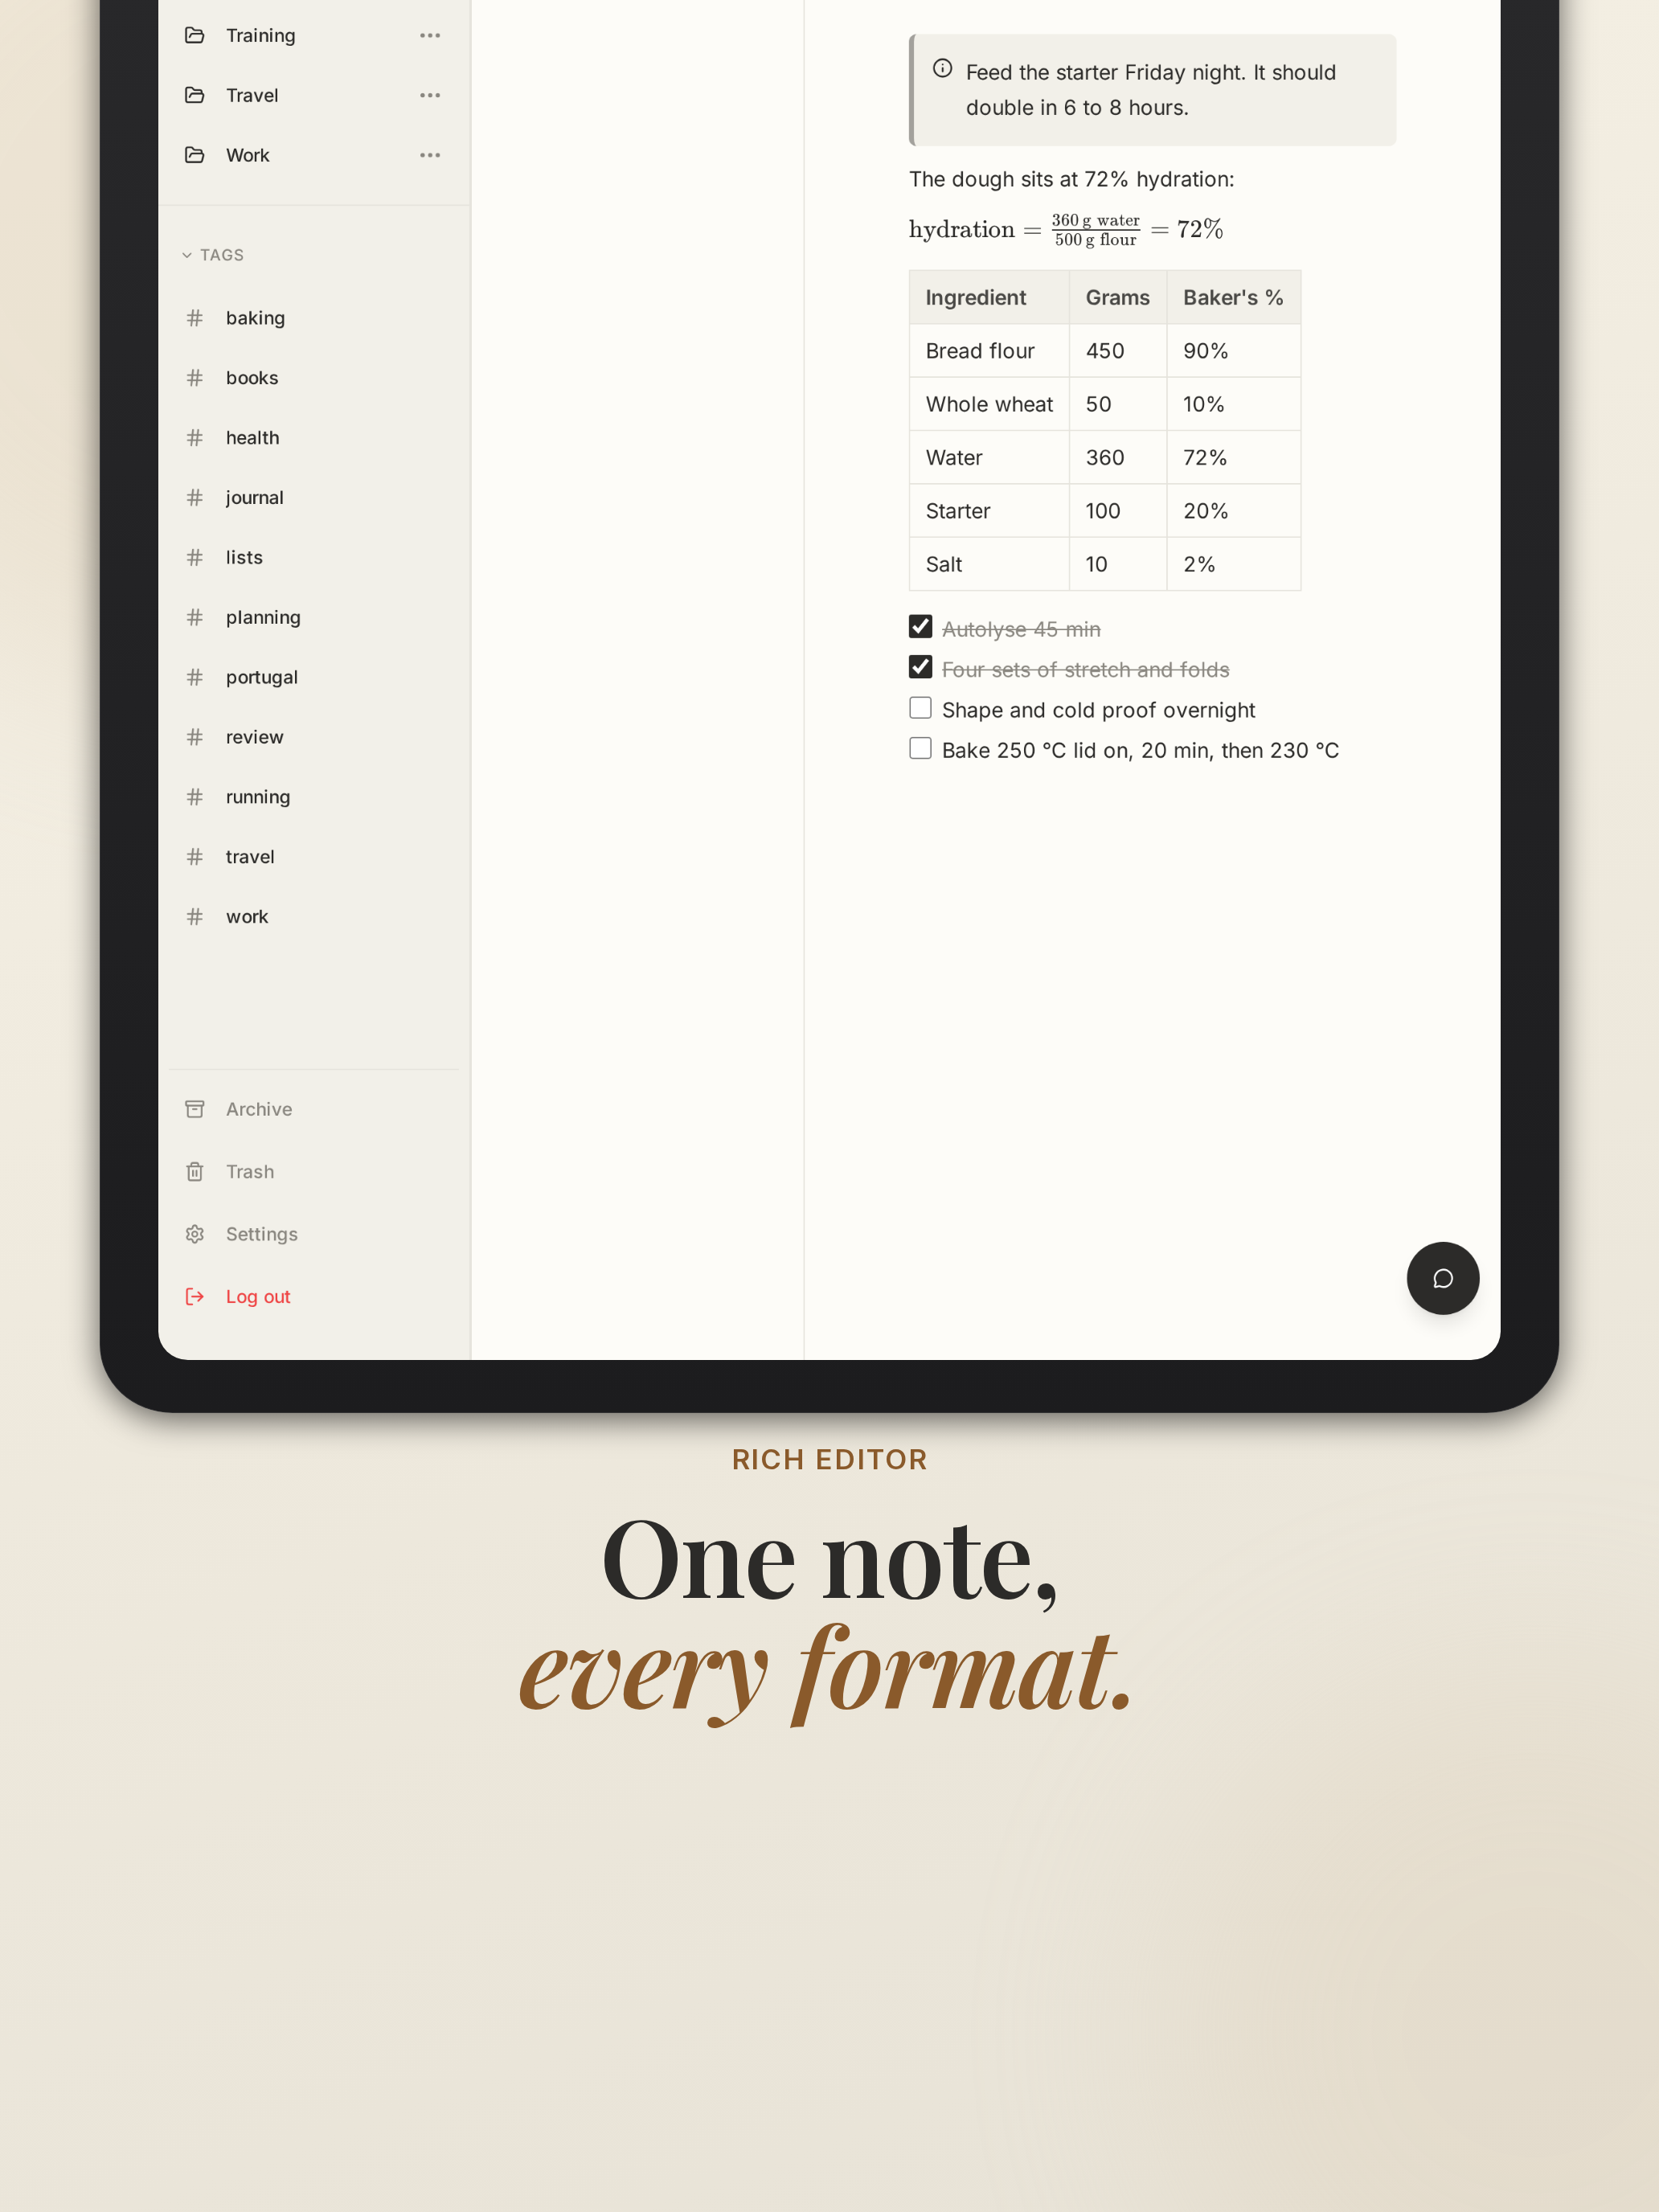 Training
Travel
Work
TAGS
# baking
# books
# health
# journal
# lists
# planning
# portugal
# review
# running
# travel
# work
Archive
Trash
Settings
Log out
Feed the starter Friday night. It should
double in 6 to 8 hours.
The dough sits at 72% hydration:
hydration = 360 g water / 500 g flour = 72%
Ingredient Grams Baker's %
Bread flour 450 90%
Whole wheat 50 10%
Water 360 72%
Starter 100 20%
Salt 10 2%
Autolyse 45 min
Four sets of stretch and folds
Shape and cold proof overnight
Bake 250 °C lid on, 20 min, then 230 °C
RICH EDITOR
One note,
every format.